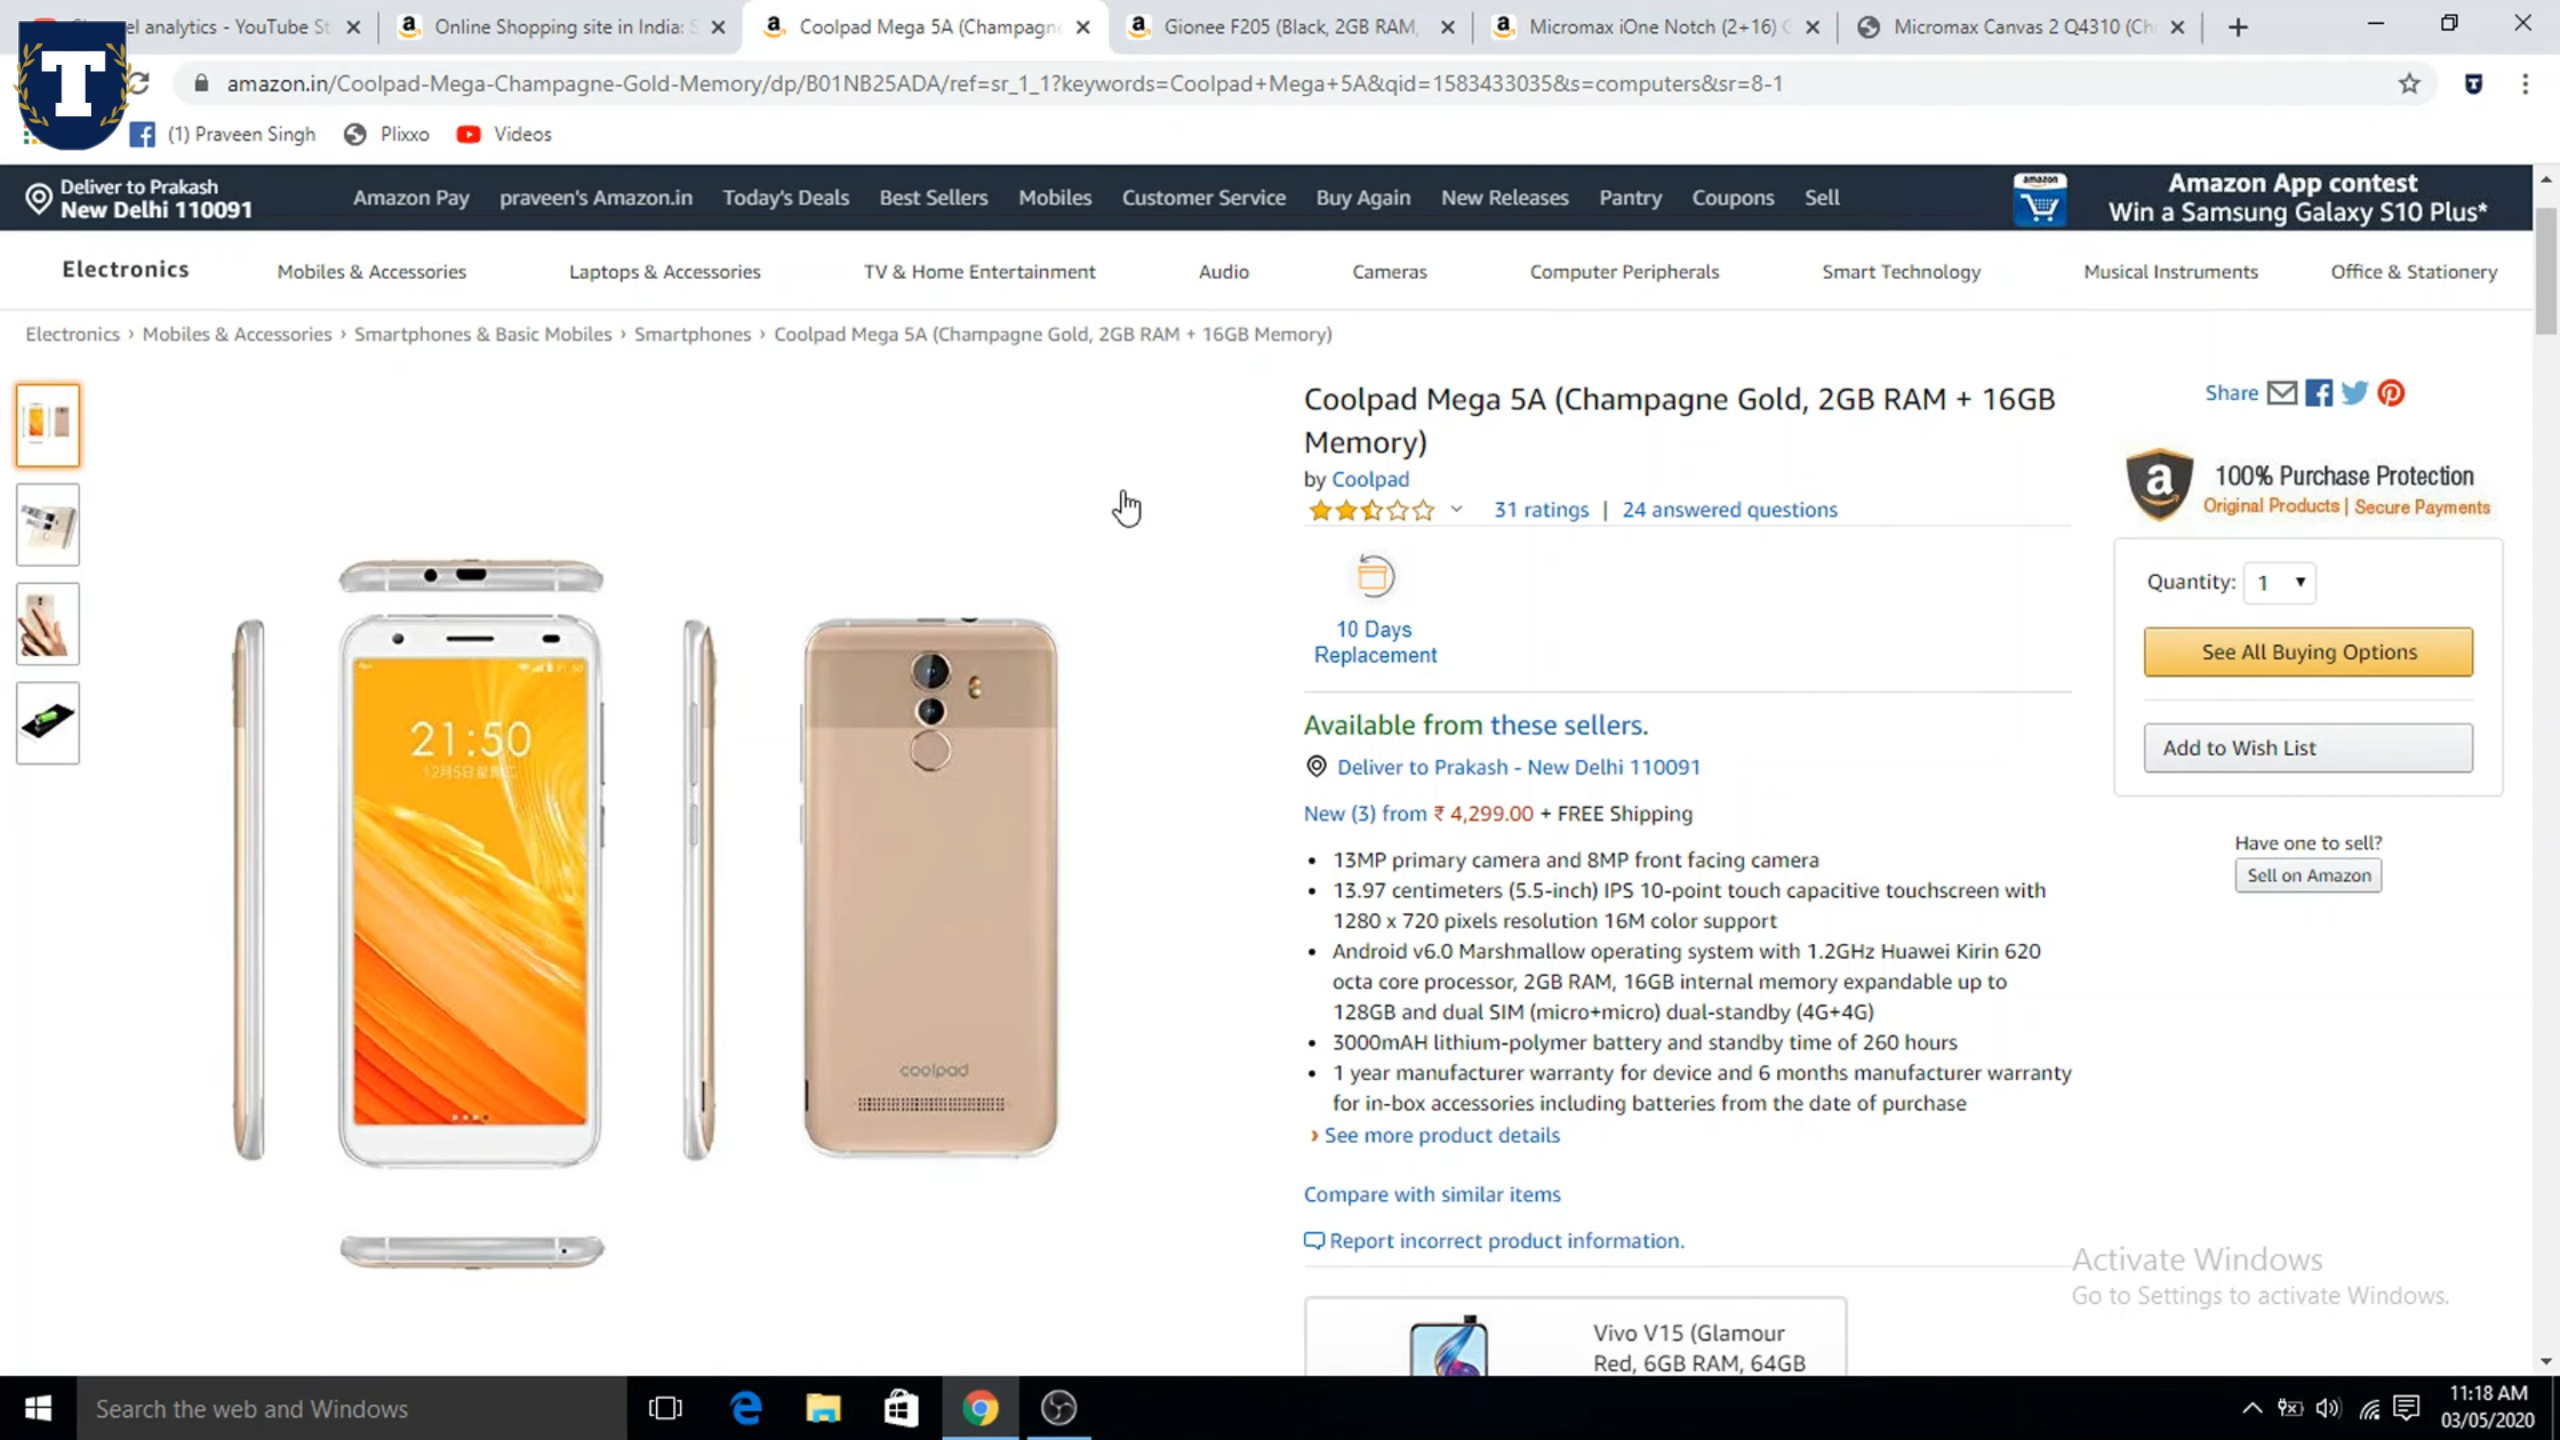 el analytics - YouTube St
Online Shopping site in India: S
Coolpad Mega 5A (Champagne
Gionee F205 (Black, 2GB RAM,
Micromax iOne Notch (2+16)
Micromax Canvas 2 Q4310 (Ch
T
amazon.in/Coolpad-Mega-Champagne-Gold-Memory/dp/B01NB25ADA/ref=sr_1_1?keywords=Coolpad+Mega+5A&qid=1583433035&s=computers&sr=8-1
(1) Praveen Singh
Plixxo
Videos
Deliver to Prakash
New Delhi 110091
Amazon Pay
praveen's Amazon.in
Today's Deals
Best Sellers
Mobiles
Customer Service
Buy Again
New Releases
Pantry
Coupons
Sell
amazon
Amazon App contest
Win a Samsung Galaxy S10 Plus*
Electronics
Mobiles & Accessories
Laptops & Accessories
TV & Home Entertainment
Audio
Cameras
Computer Peripherals
Smart Technology
Musical Instruments
Office & Stationery
Electronics › Mobiles & Accessories › Smartphones & Basic Mobiles › Smartphones › Coolpad Mega 5A (Champagne Gold, 2GB RAM + 16GB Memory)
21:50
coolpad
Coolpad Mega 5A (Champagne Gold, 2GB RAM + 16GB
Memory)
by Coolpad
31 ratings | 24 answered questions
10 Days
Replacement
Available from these sellers.
Deliver to Prakash - New Delhi 110091
New (3) from ₹ 4,299.00 + FREE Shipping
• 13MP primary camera and 8MP front facing camera
• 13.97 centimeters (5.5-inch) IPS 10-point touch capacitive touchscreen with
1280 x 720 pixels resolution 16M color support
• Android v6.0 Marshmallow operating system with 1.2GHz Huawei Kirin 620
octa core processor, 2GB RAM, 16GB internal memory expandable up to
128GB and dual SIM (micro+micro) dual-standby (4G+4G)
• 3000mAH lithium-polymer battery and standby time of 260 hours
• 1 year manufacturer warranty for device and 6 months manufacturer warranty
for in-box accessories including batteries from the date of purchase
› See more product details
Compare with similar items
Report incorrect product information.
Vivo V15 (Glamour
Red, 6GB RAM, 64GB
Share
100% Purchase Protection
Original Products | Secure Payments
Quantity: 1
See All Buying Options
Add to Wish List
Have one to sell?
Sell on Amazon
Activate Windows
Go to Settings to activate Windows.
Search the web and Windows
11:18 AM
03/05/2020